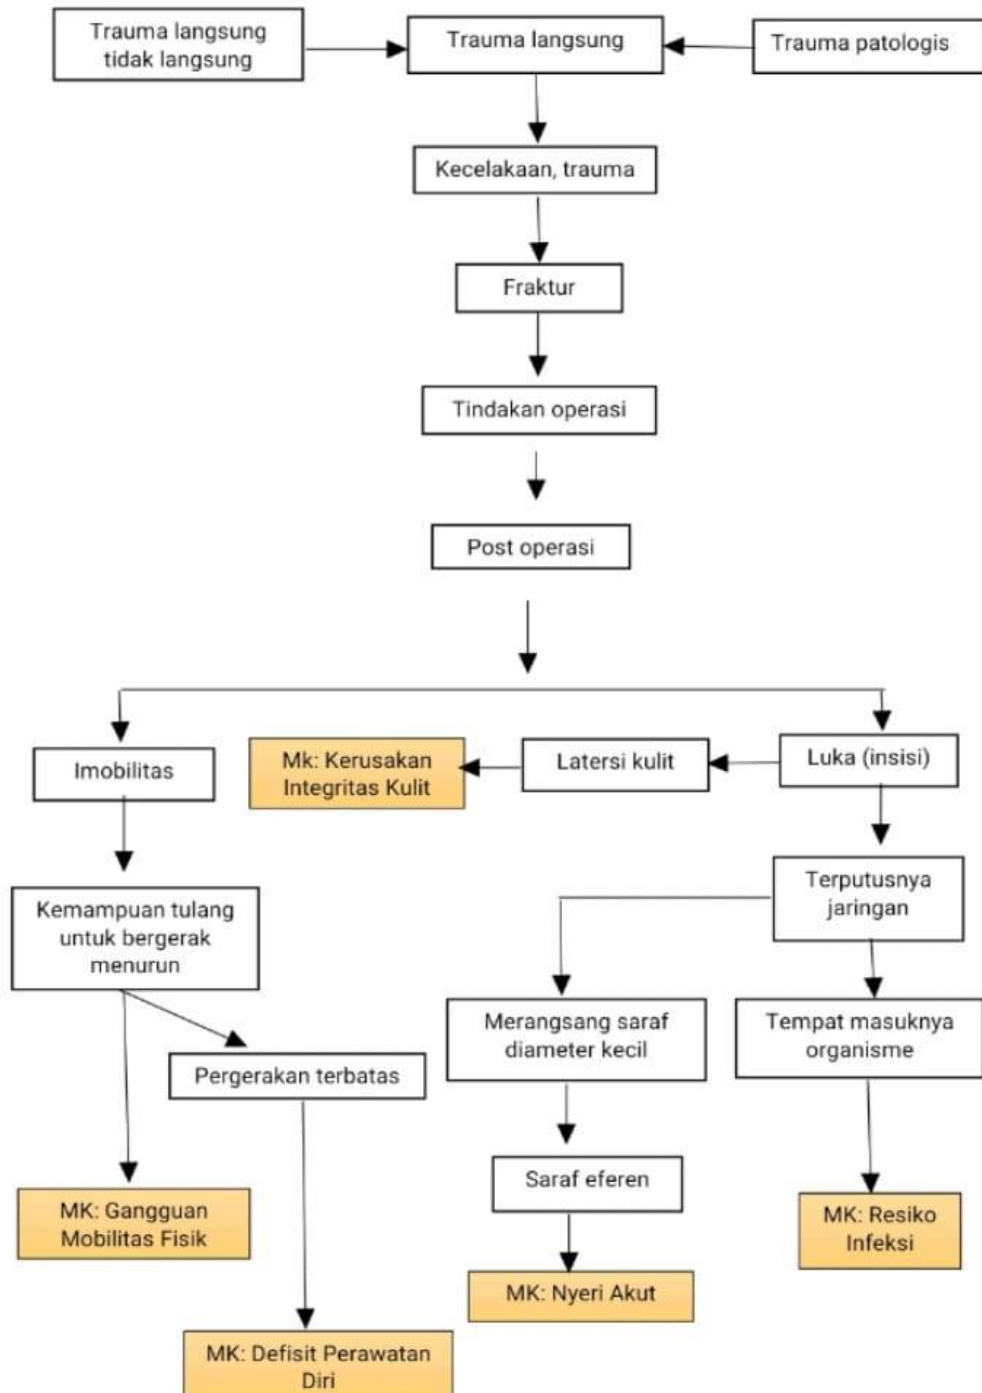 Trauma langsung
tidak langsung
Trauma langsung
Trauma patologis
Kecelakaan, trauma
Fraktur
Tindakan operasi
Post operasi
Imobilitas
Mk: Kerusakan
Integritas Kulit
Latersi kulit
Luka (insisi)
Kemampuan tulang
untuk bergerak
menurun
Terputusnya
jaringan
Pergerakan terbatas
Merangsang saraf
diameter kecil
Tempat masuknya
organisme
Saraf eferen
MK: Gangguan
Mobilitas Fisik
MK: Resiko
Infeksi
MK: Nyeri Akut
MK: Defisit Perawatan
Diri